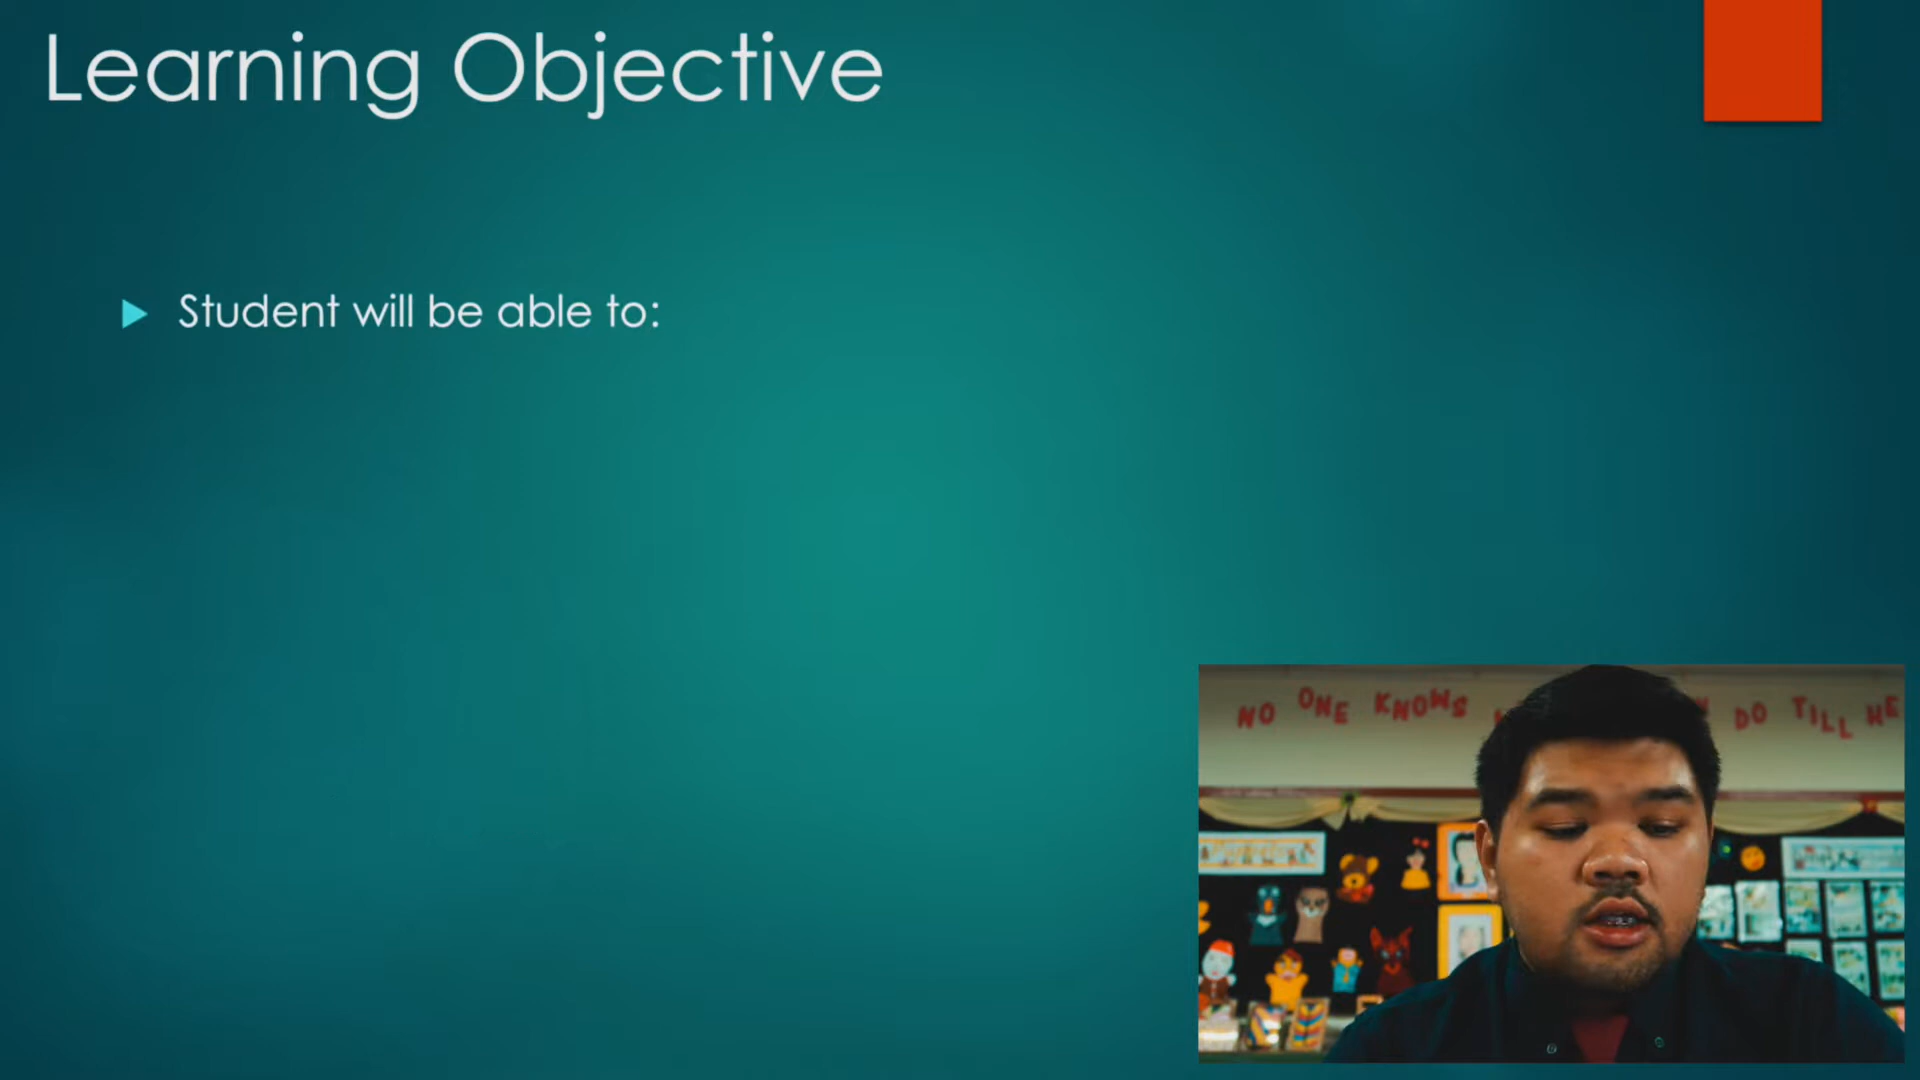 Learning Objective
Student will be able to:
NO ONE KNOWS DO TILL HE